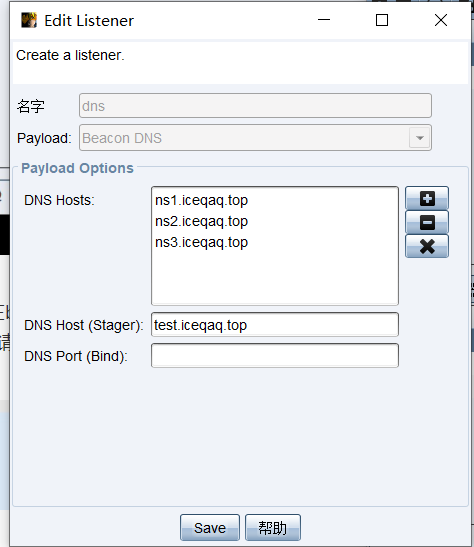 Edit Listener
Create a listener.
名字 dns
Payload: Beacon DNS
Payload Options
DNS Hosts: ns1.iceqaq.top
ns2.iceqaq.top
ns3.iceqaq.top
DNS Host (Stager): test.iceqaq.top
DNS Port (Bind):
Save 帮助